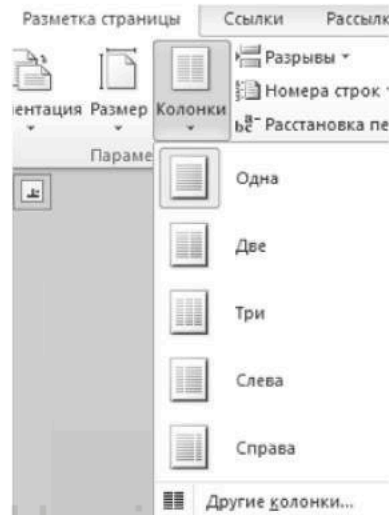 Разметка страницы Ссылки Рассылк
Разрывы
ентация Размер Колонки Номера строк
bc Расстановка пе
Параме
Одна
Две
Три
Слева
Справа
Другие колонки...